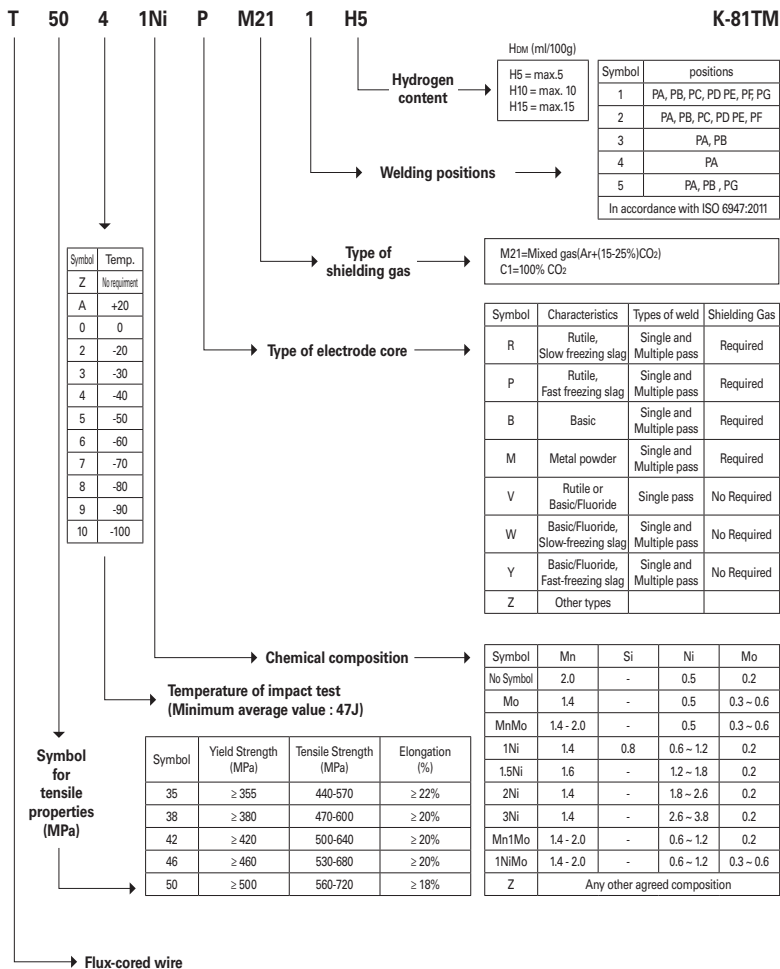 T 50 4 1Ni P M21 1 H5 K-81TM
HDM (ml/100g)
Hydrogen
content
H5 = max.5
H10 = max. 10
H15 = max.15
Symbol positions
1 PA, PB, PC, PD PE, PF, PG
2 PA, PB, PC, PD PE, PF
3 PA, PB
4 PA
5 PA, PB , PG
In accordance with ISO 6947:2011
Welding positions
Type of
shielding gas
M21=Mixed gas(Ar+(15-25%)CO2)
C1=100% CO2
Symbol Temp.
Z No requirment
A +20
0 0
2 -20
3 -30
4 -40
5 -50
6 -60
7 -70
8 -80
9 -90
10 -100
Type of electrode core
Symbol Characteristics Types of weld Shielding Gas
R Rutile, Slow freezing slag Single and Multiple pass Required
P Rutile, Fast freezing slag Single and Multiple pass Required
B Basic Single and Multiple pass Required
M Metal powder Single and Multiple pass Required
V Rutile or Basic/Fluoride Single pass No Required
W Basic/Fluoride, Slow-freezing slag Single and Multiple pass No Required
Y Basic/Fluoride, Fast-freezing slag Single and Multiple pass No Required
Z Other types
Chemical composition
Symbol Mn Si Ni Mo
No Symbol 2.0 - 0.5 0.2
Mo 1.4 - 0.5 0.3 ~ 0.6
MnMo 1.4 - 2.0 - 0.5 0.3 ~ 0.6
1Ni 1.4 0.8 0.6 ~ 1.2 0.2
1.5Ni 1.6 - 1.2 ~ 1.8 0.2
2Ni 1.4 - 1.8 ~ 2.6 0.2
3Ni 1.4 - 2.6 ~ 3.8 0.2
Mn1Mo 1.4 - 2.0 - 0.6 ~ 1.2 0.2
1NiMo 1.4 - 2.0 - 0.6 ~ 1.2 0.3 ~ 0.6
Z Any other agreed composition
Temperature of impact test
(Minimum average value : 47J)
Symbol
for
tensile
properties
(MPa)
Symbol Yield Strength (MPa) Tensile Strength (MPa) Elongation (%)
35 ≥ 355 440-570 ≥ 22%
38 ≥ 380 470-600 ≥ 20%
42 ≥ 420 500-640 ≥ 20%
46 ≥ 460 530-680 ≥ 20%
50 ≥ 500 560-720 ≥ 18%
Flux-cored wire